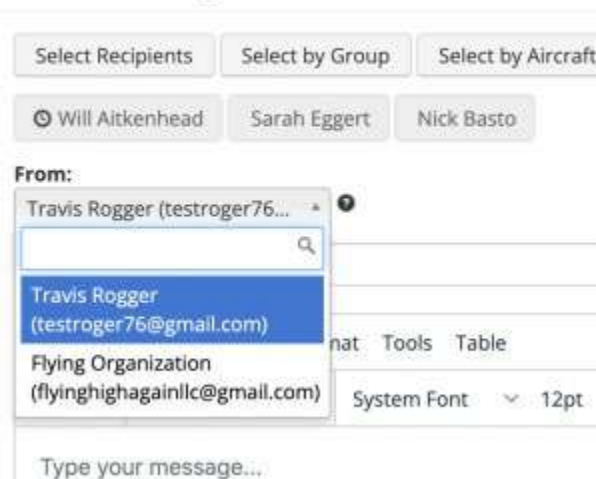 Select Recipients Select by Group Select by Aircraft
Will Aitkenhead Sarah Eggert Nick Basto
From:
Travis Rogger (testroger76...
Travis Rogger
(testroger76@gmail.com)
Tools Table
Flying Organization
(flyinghighagainllc@gmail.com)
System Font 12pt
Type your message...